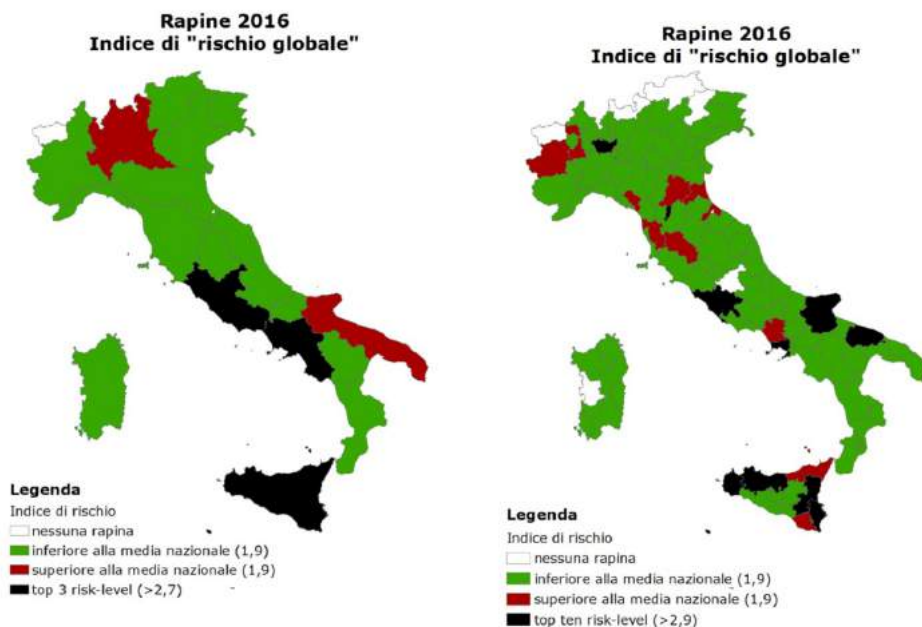 Rapine 2016
Indice di "rischio globale"
Legenda
Indice di rischio
nessuna rapina
inferiore alla media nazionale (1,9)
superiore alla media nazionale (1,9)
top 3 risk-level (>2,7)
Rapine 2016
Indice di "rischio globale"
Legenda
Indice di rischio
nessuna rapina
inferiore alla media nazionale (1,9)
superiore alla media nazionale (1,9)
top ten risk-level (>2,9)